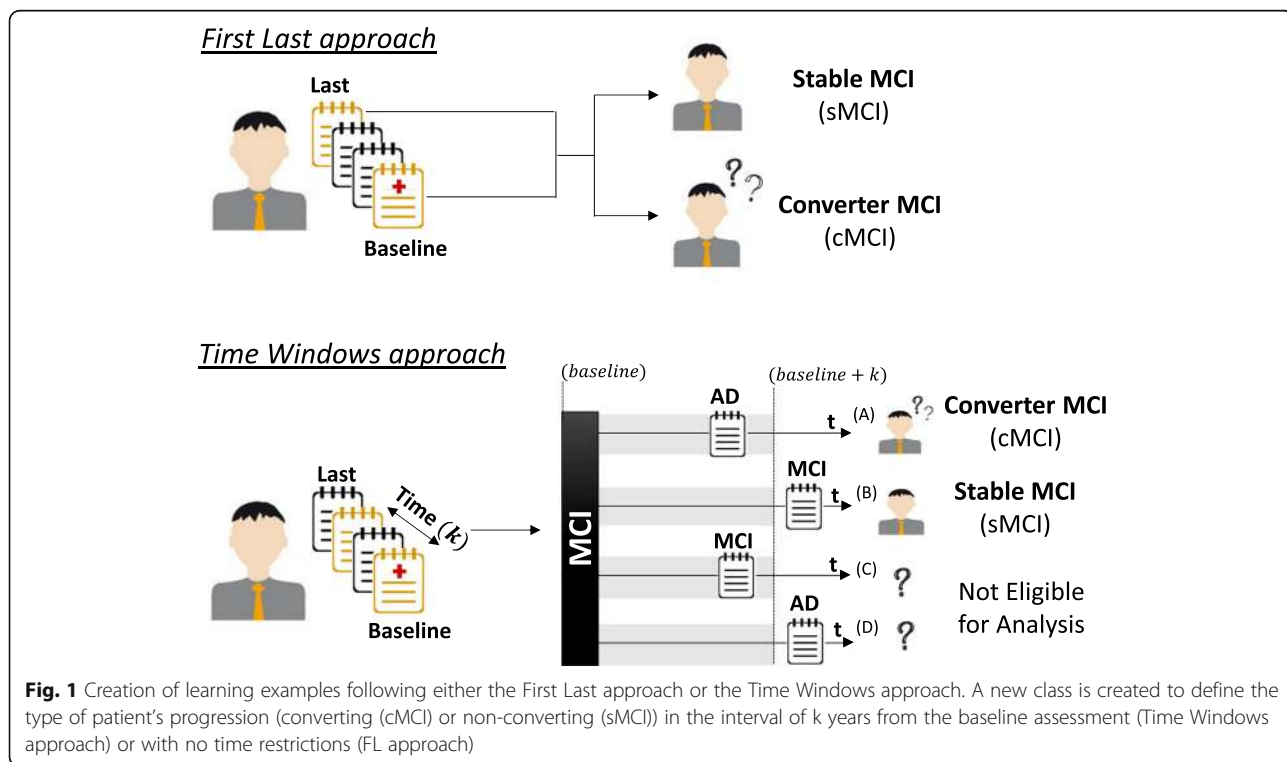 First Last approach
Last
Baseline
Stable MCI
(sMCI)
??
Converter MCI
(cMCI)
Time Windows approach
Last
Time (k)
Baseline
(baseline)
(baseline + k)
MCI
AD
t (A)
??
Converter MCI
(cMCI)
MCI
t (B)
Stable MCI
(sMCI)
MCI
t (C)
?
AD
t (D)
?
Not Eligible
for Analysis
Fig. 1 Creation of learning examples following either the First Last approach or the Time Windows approach. A new class is created to define the
type of patient’s progression (converting (cMCI) or non-converting (sMCI)) in the interval of k years from the baseline assessment (Time Windows
approach) or with no time restrictions (FL approach)